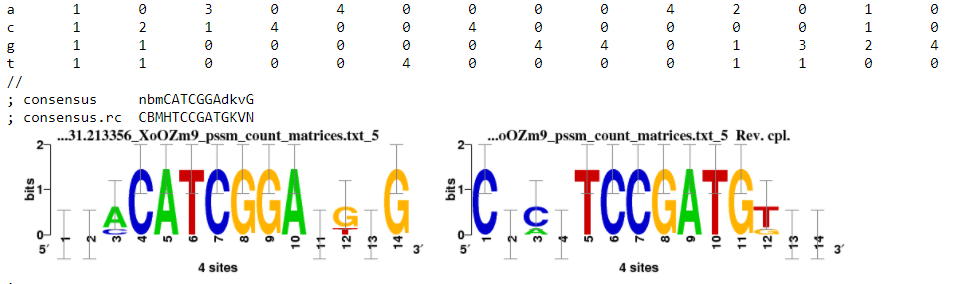 a 1 0 3 0 4 0 0 0 0 4 2 0 1 0
c 1 2 1 4 0 0 4 0 0 0 0 0 1 0
g 1 1 0 0 0 0 0 4 4 0 1 3 2 4
t 1 1 0 0 0 4 0 0 0 0 1 1 0 0
//
; consensus nbmCATCGGAdkvG
; consensus.rc CBMHTCCGATGKVN
...31.213356_XoOZm9_pssm_count_matrices.txt_5
2
1
0
bits
ACATCGGA G G
C T
5′ 1 2 3 4 5 6 7 8 9 10 11 12 13 14 3′
4 sites
...oOZm9_pssm_count_matrices.txt_5 Rev. cpl.
2
1
0
bits
C C TCCGATGT
A G
5′ 1 2 3 4 5 6 7 8 9 10 11 12 13 14 3′
4 sites